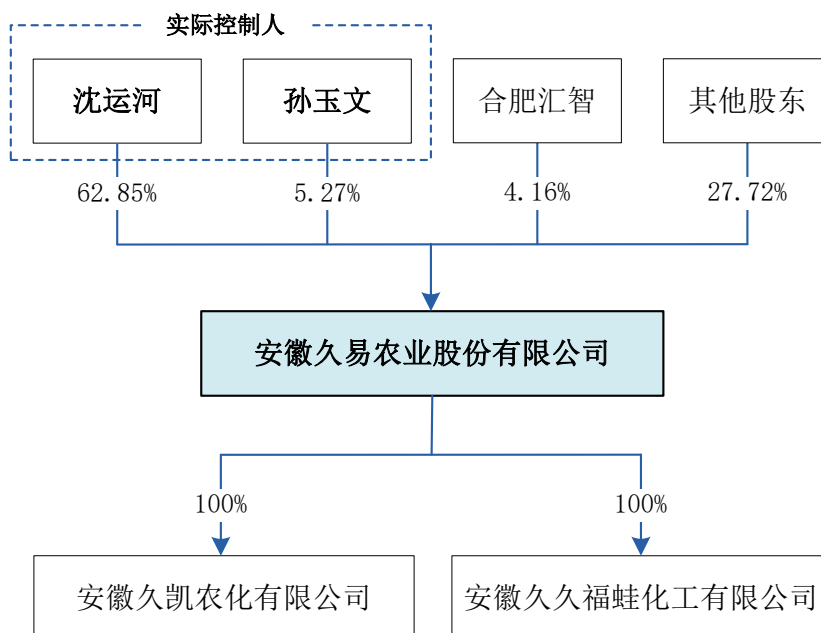 实际控制人
沈运河
孙玉文
合肥汇智
其他股东
62.85%
5.27%
4.16%
27.72%
安徽久易农业股份有限公司
100%
100%
安徽久凯农化有限公司
安徽久久福蛙化工有限公司